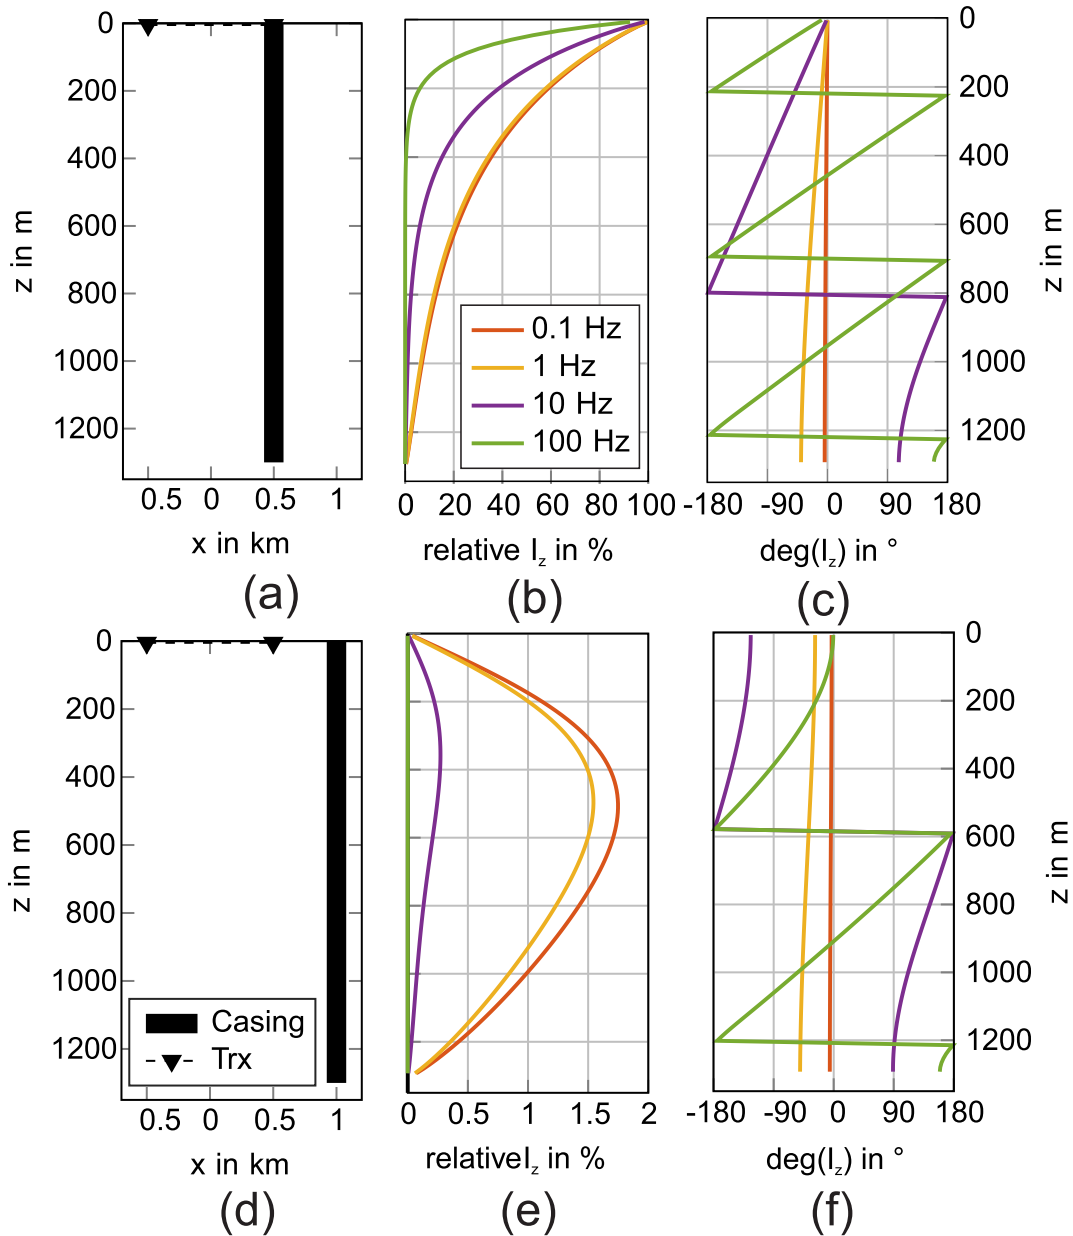 0
200
400
600
800
1000
1200
z in m
0.5 0 0.5 1
x in km
(a)
0.1 Hz
1 Hz
10 Hz
100 Hz
0 20 40 60 80 100
relative Iz in %
(b)
0
200
400
600
800
1000
1200
z in m
-180 -90 0 90 180
deg(Iz) in °
(c)
0
200
400
600
800
1000
1200
z in m
Casing
Trx
0.5 0 0.5 1
x in km
(d)
0 0.5 1 1.5 2
relativeIz in %
(e)
0
200
400
600
800
1000
1200
z in m
-180 -90 0 90 180
deg(Iz) in °
(f)